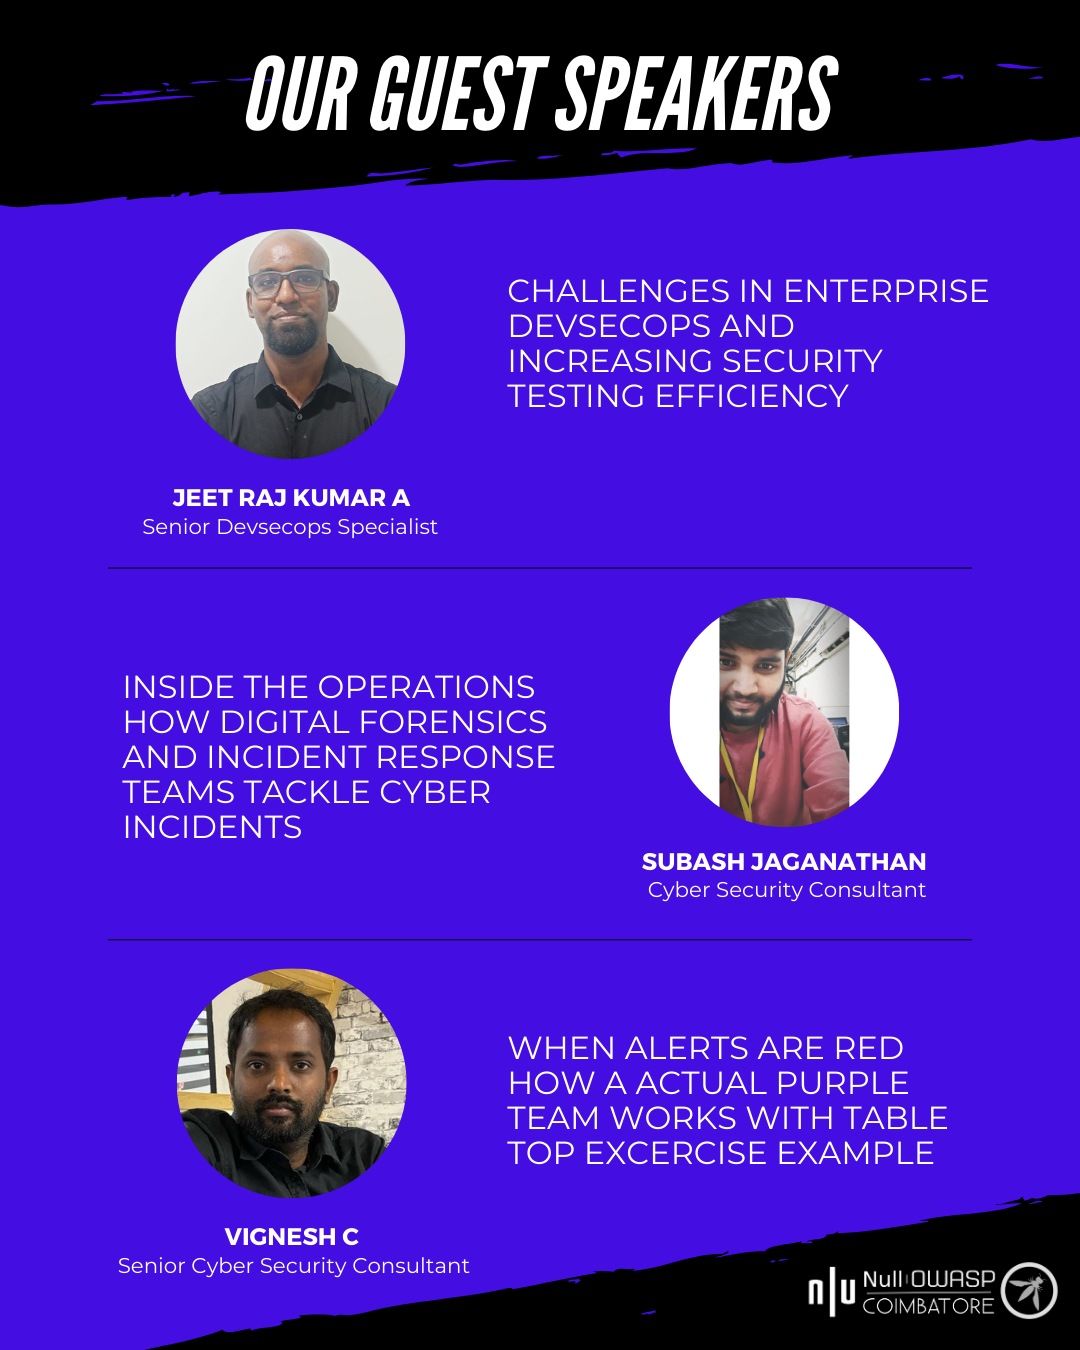 OUR GUEST SPEAKERS
CHALLENGES IN ENTERPRISE
DEVSECOPS AND
INCREASING SECURITY
TESTING EFFICIENCY
JEET RAJ KUMAR A
Senior Devsecops Specialist
INSIDE THE OPERATIONS
HOW DIGITAL FORENSICS
AND INCIDENT RESPONSE
TEAMS TACKLE CYBER
INCIDENTS
SUBASH JAGANATHAN
Cyber Security Consultant
WHEN ALERTS ARE RED
HOW A ACTUAL PURPLE
TEAM WORKS WITH TABLE
TOP EXCERCISE EXAMPLE
VIGNESH C
Senior Cyber Security Consultant
n|u Null OWASP
COIMBATORE